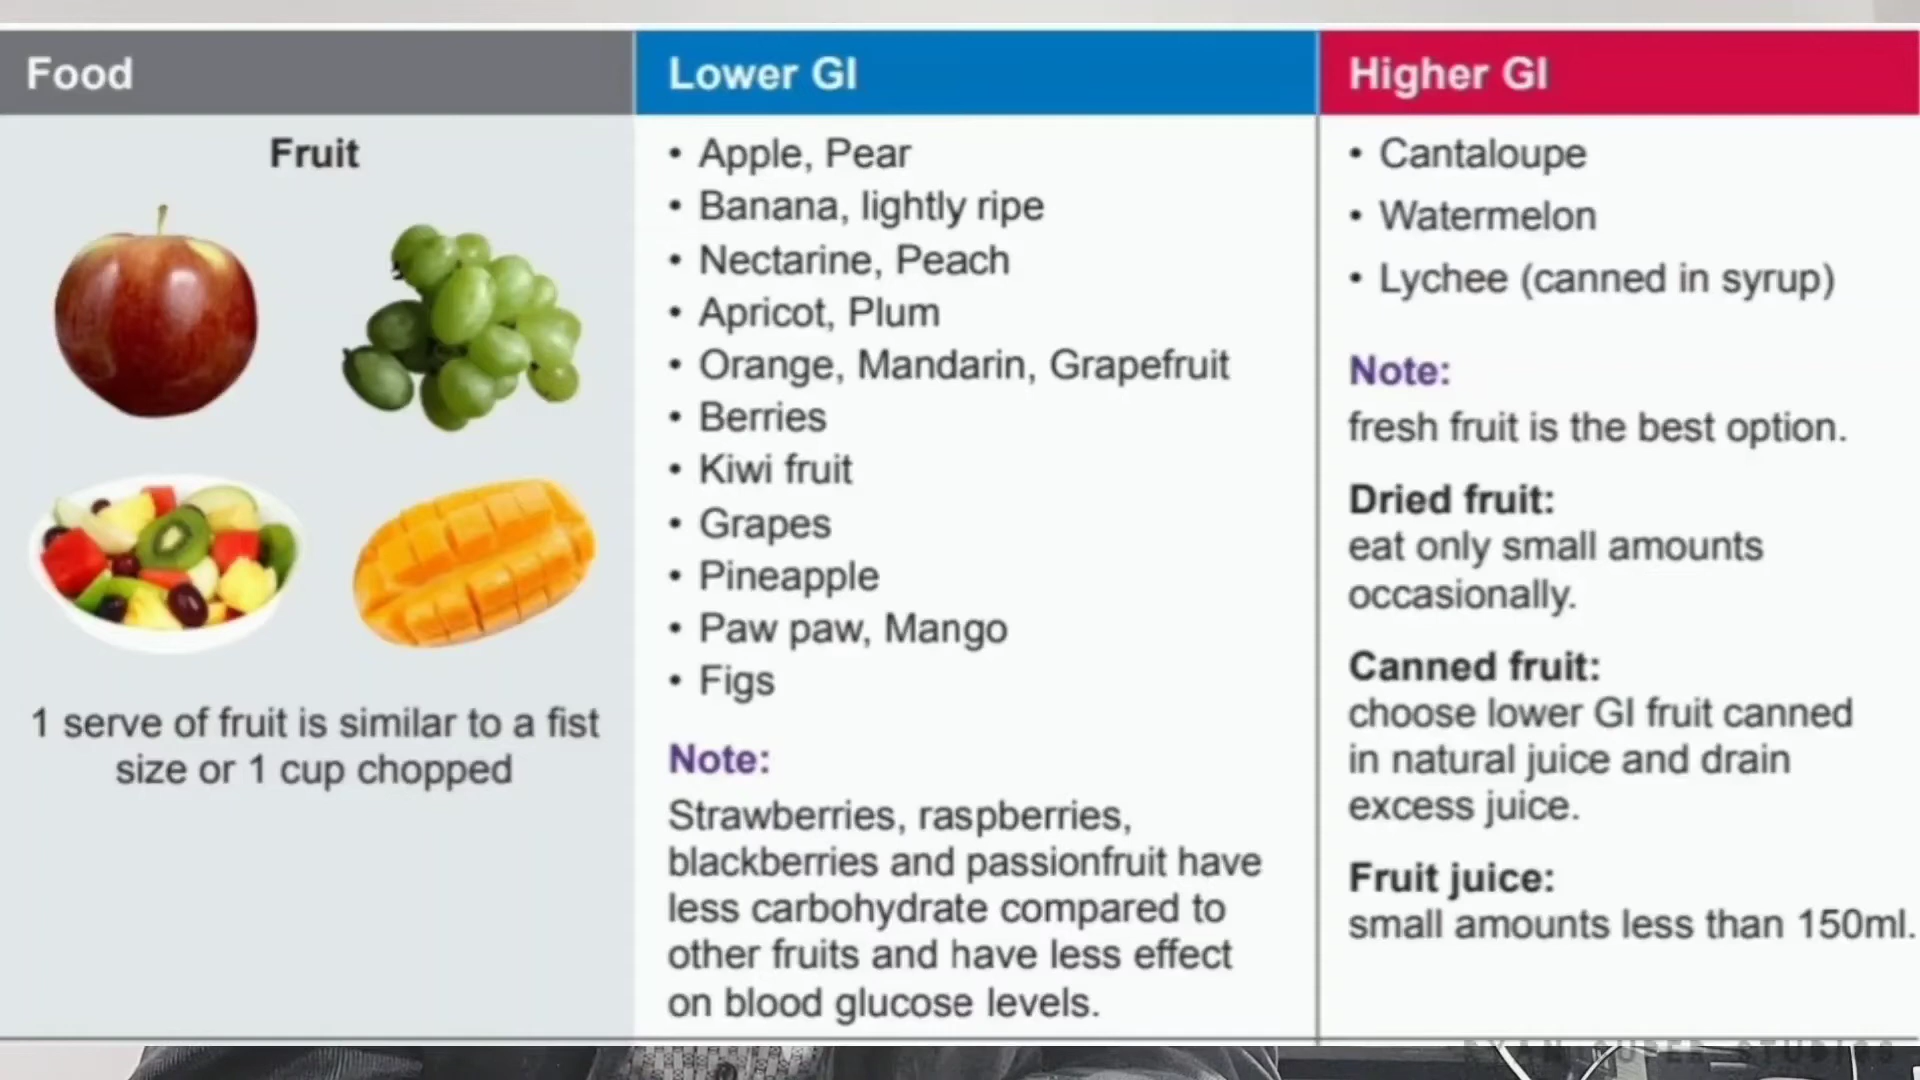 Food
Lower GI
Higher GI
Fruit
1 serve of fruit is similar to a fist
size or 1 cup chopped
• Apple, Pear
• Banana, lightly ripe
• Nectarine, Peach
• Apricot, Plum
• Orange, Mandarin, Grapefruit
• Berries
• Kiwi fruit
• Grapes
• Pineapple
• Paw paw, Mango
• Figs
Note:
Strawberries, raspberries,
blackberries and passionfruit have
less carbohydrate compared to
other fruits and have less effect
on blood glucose levels.
• Cantaloupe
• Watermelon
• Lychee (canned in syrup)
Note:
fresh fruit is the best option.
Dried fruit:
eat only small amounts
occasionally.
Canned fruit:
choose lower GI fruit canned
in natural juice and drain
excess juice.
Fruit juice:
small amounts less than 150ml.
STUDIOS